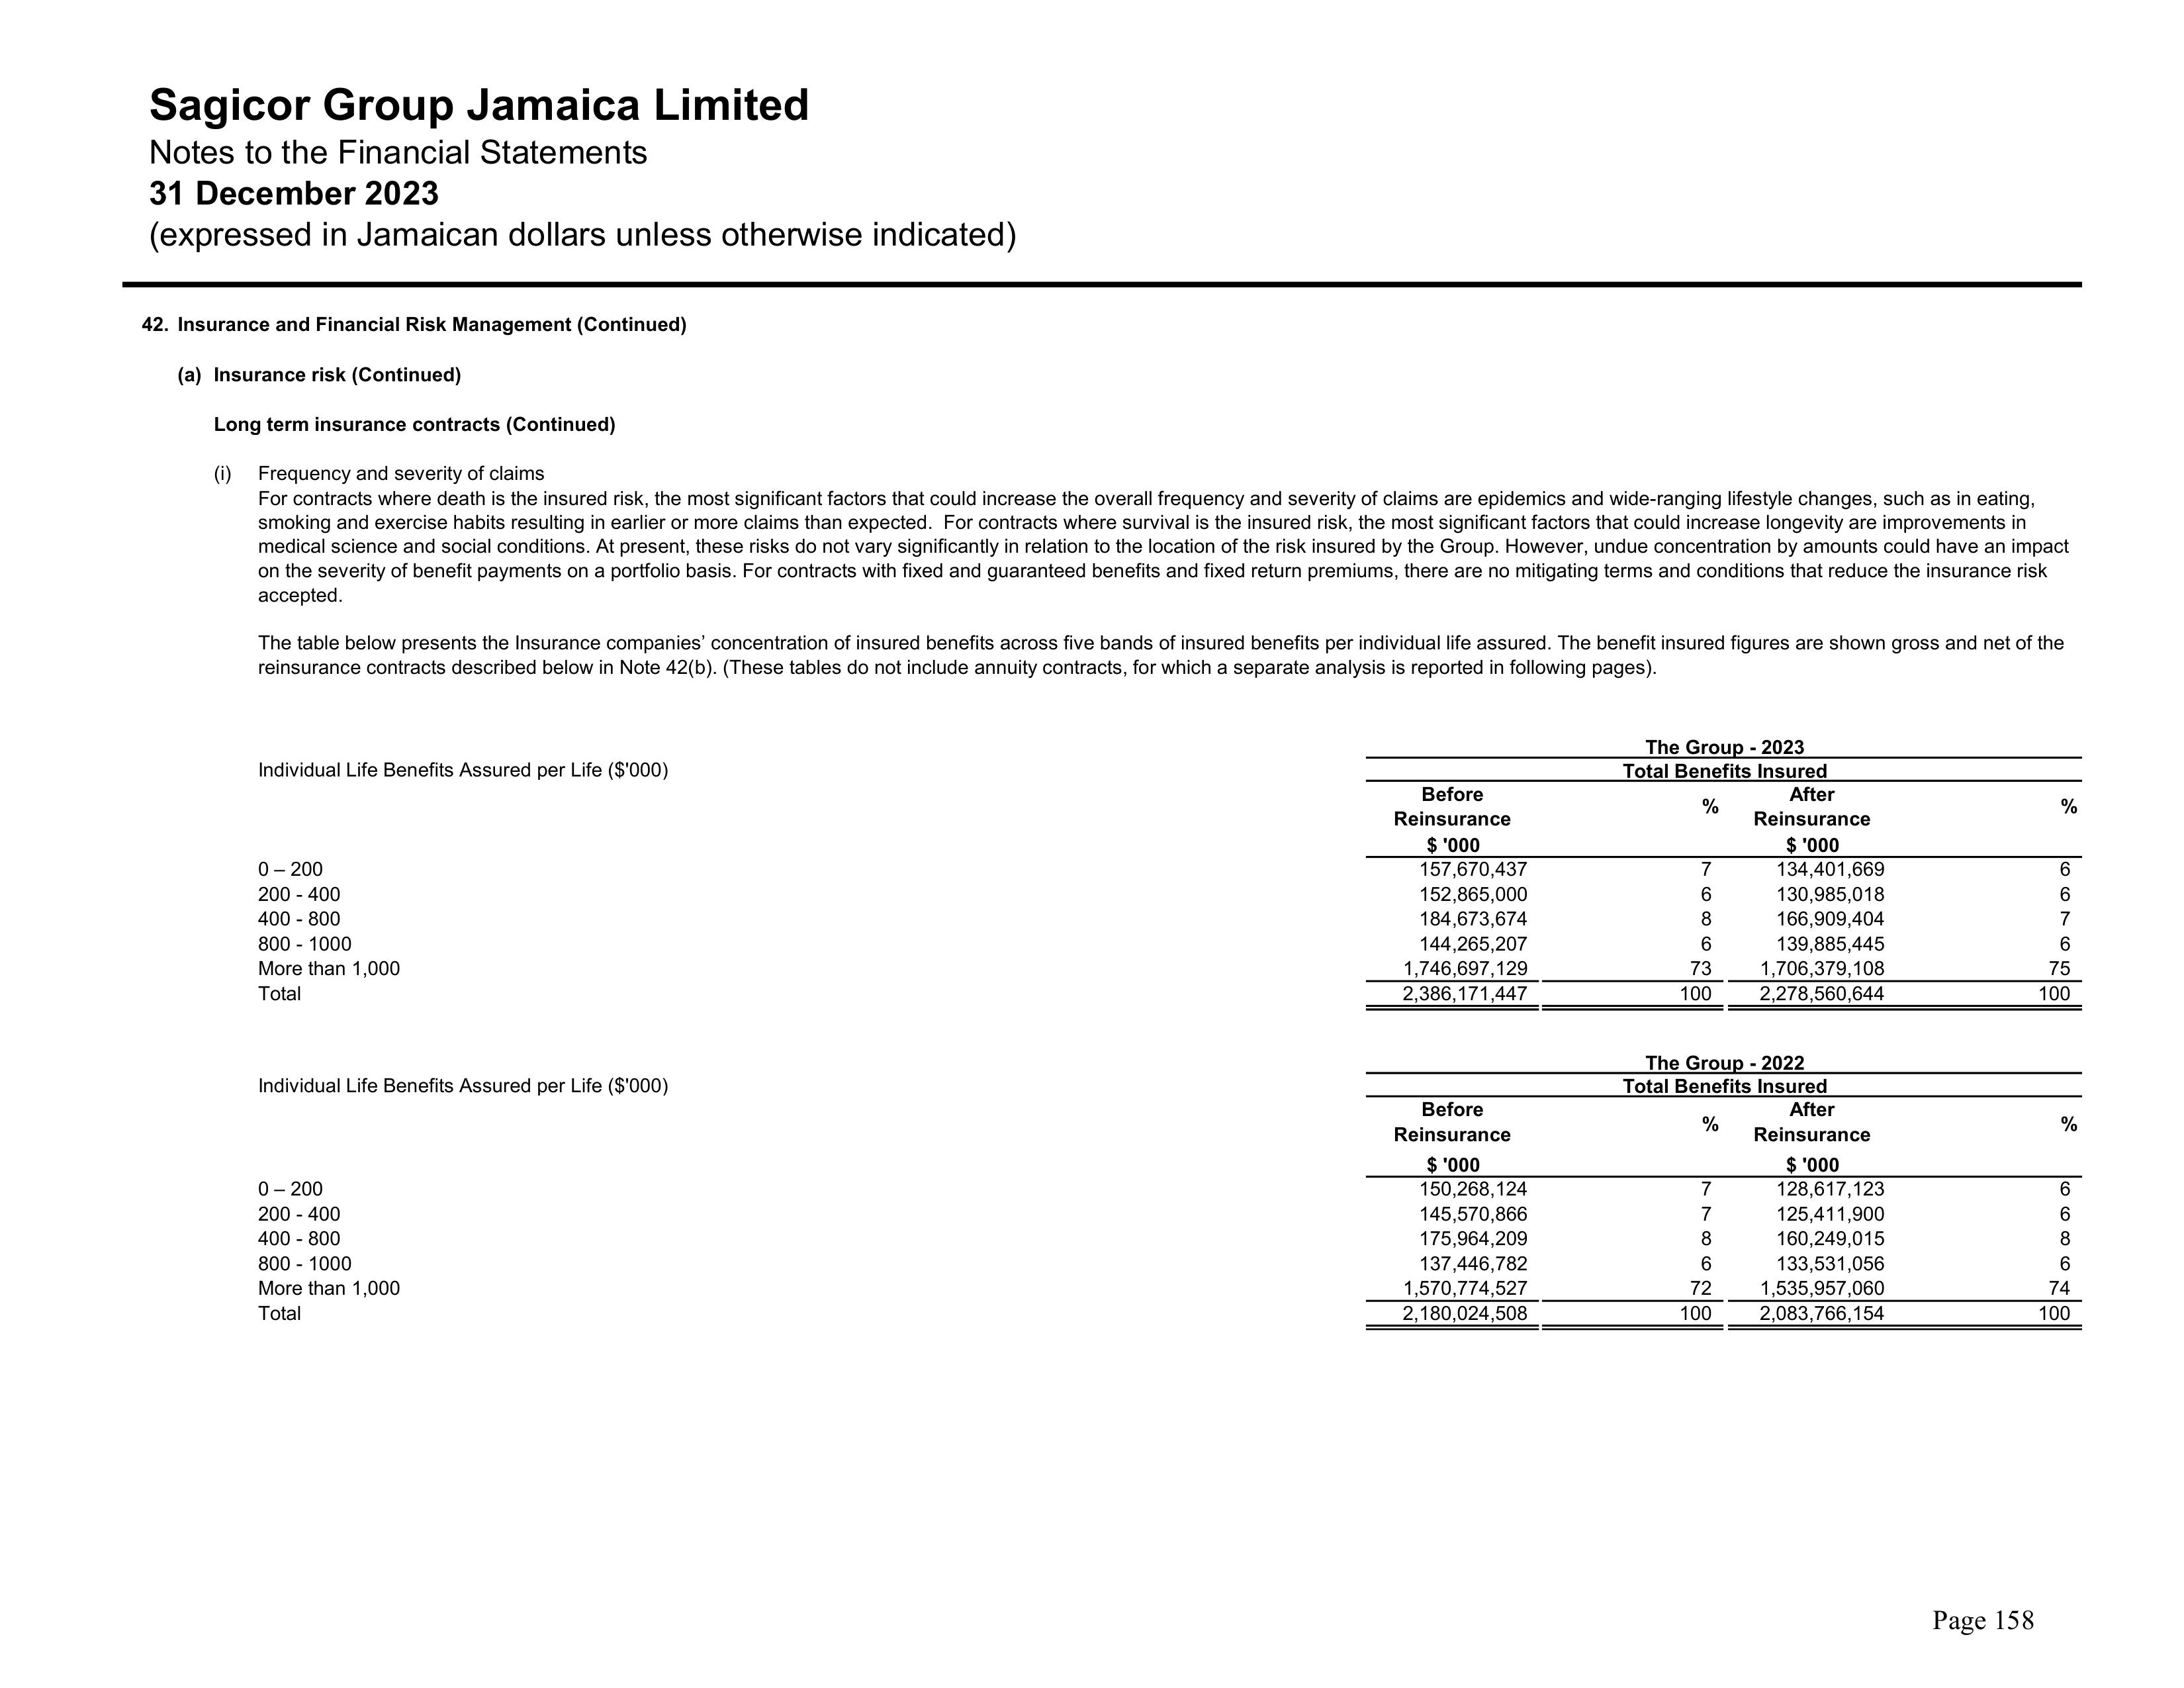 Sagicor Group Jamaica Limited
Notes to the Financial Statements
31 December 2023
(expressed in Jamaican dollars unless otherwise indicated)
42. Insurance and Financial Risk Management (Continued)
(a) Insurance risk (Continued)
Long term insurance contracts (Continued)
(i) Frequency and severity of claims
For contracts where death is the insured risk, the most significant factors that could increase the overall frequency and severity of claims are epidemics and wide-ranging lifestyle changes, such as in eating,
smoking and exercise habits resulting in earlier or more claims than expected.  For contracts where survival is the insured risk, the most significant factors that could increase longevity are improvements in
medical science and social conditions. At present, these risks do not vary significantly in relation to the location of the risk insured by the Group. However, undue concentration by amounts could have an impact
on the severity of benefit payments on a portfolio basis. For contracts with fixed and guaranteed benefits and fixed return premiums, there are no mitigating terms and conditions that reduce the insurance risk
accepted.
The table below presents the Insurance companies’ concentration of insured benefits across five bands of insured benefits per individual life assured. The benefit insured figures are shown gross and net of the
reinsurance contracts described below in Note 42(b). (These tables do not include annuity contracts, for which a separate analysis is reported in following pages).
The Group - 2023
Individual Life Benefits Assured per Life ($'000) Total Benefits Insured
Before % After %
Reinsurance Reinsurance
$ '000 $ '000
0 – 200 157,670,437 7 134,401,669 6
200 - 400 152,865,000 6 130,985,018 6
400 - 800 184,673,674 8 166,909,404 7
800 - 1000 144,265,207 6 139,885,445 6
More than 1,000 1,746,697,129 73 1,706,379,108 75
Total 2,386,171,447 100 2,278,560,644 100
The Group - 2022
Individual Life Benefits Assured per Life ($'000) Total Benefits Insured
Before % After %
Reinsurance Reinsurance
$ '000 $ '000
0 – 200 150,268,124 7 128,617,123 6
200 - 400 145,570,866 7 125,411,900 6
400 - 800 175,964,209 8 160,249,015 8
800 - 1000 137,446,782 6 133,531,056 6
More than 1,000 1,570,774,527 72 1,535,957,060 74
Total 2,180,024,508 100 2,083,766,154 100
Page 158